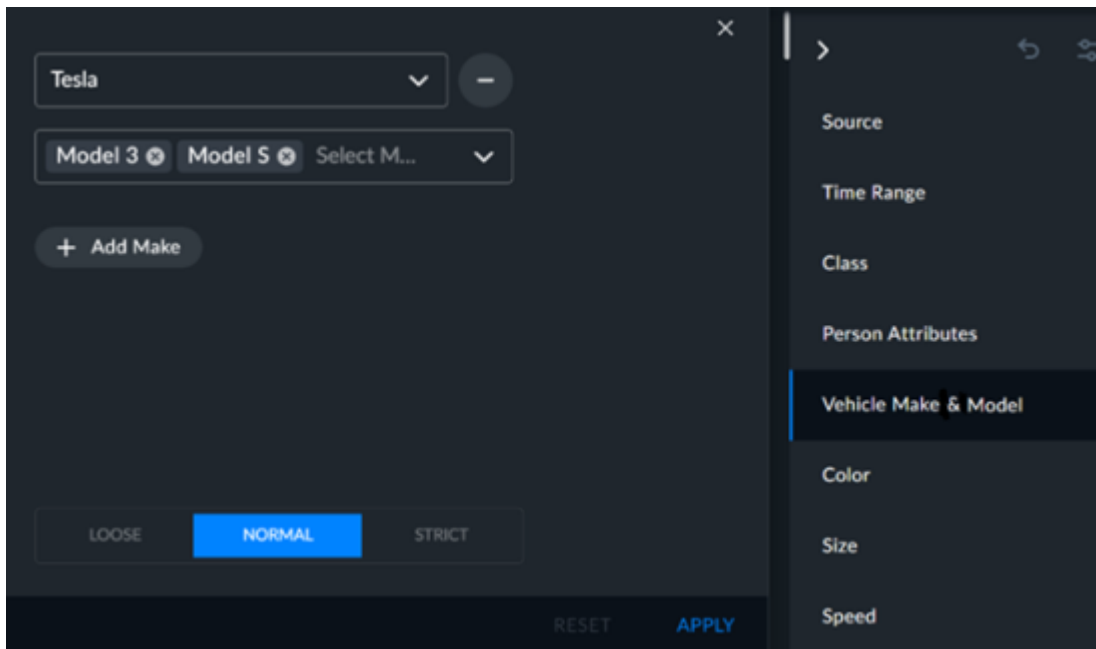 Tesla
Model 3 Model S Select M...
+ Add Make
LOOSE NORMAL STRICT
RESET APPLY
Source
Time Range
Class
Person Attributes
Vehicle Make & Model
Color
Size
Speed